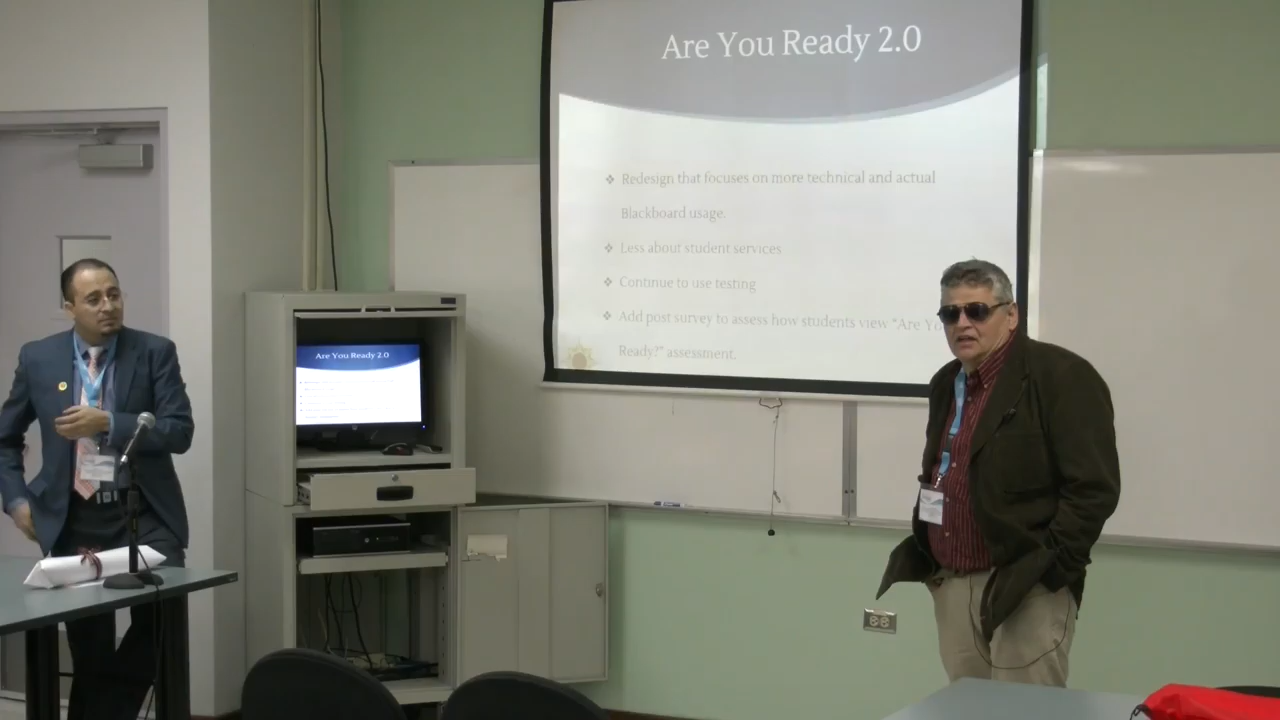 Are You Ready 2.0
Redesign that focuses on more technical and actual
Blackboard usage.
Less about student services
Continue to use testing
Add post survey to assess how students view “Are Yo
Ready?” assessment.
Are You Ready 2.0